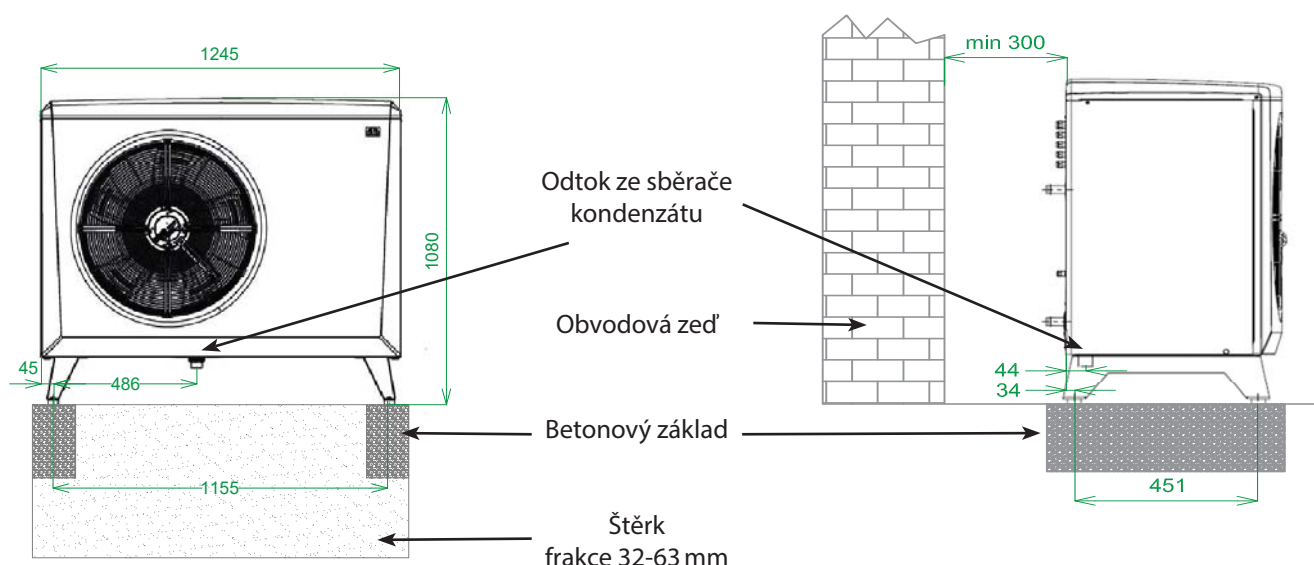 1245
min 300
Odtok ze sběrače
kondenzátu
1080
Obvodová zeď
45
486
44
34
Betonový základ
1155
451
Štěrk
frakce 32-63 mm